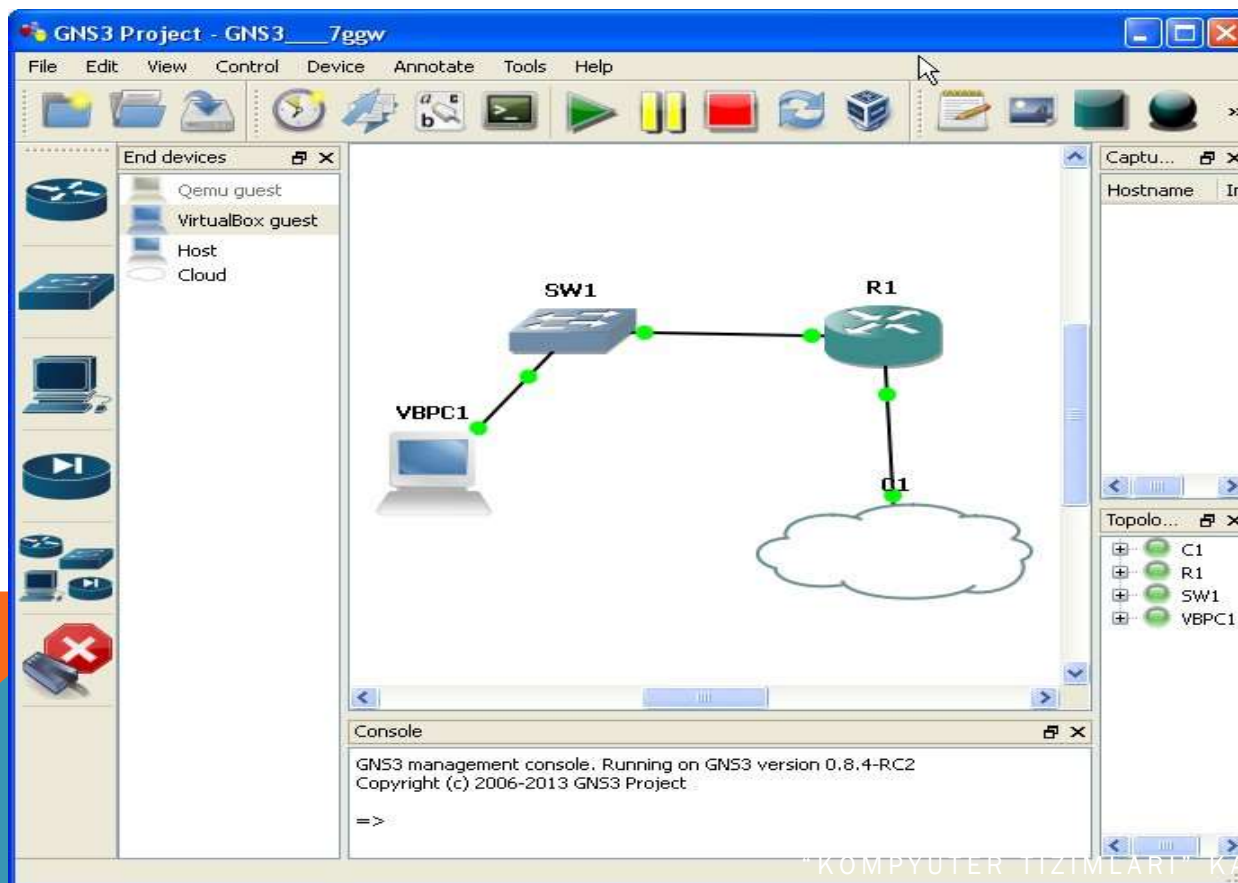 GNS3 Project - GNS3___7ggw
File Edit View Control Device Annotate Tools Help
End devices
Qemu guest
VirtualBox guest
Host
Cloud
SW1
R1
VBPC1
C1
Captu...
Hostname
Topolo...
C1
R1
SW1
VBPC1
Console
GNS3 management console. Running on GNS3 version 0.8.4-RC2
Copyright (c) 2006-2013 GNS3 Project
=>
"KOMPYUTER TIZIMLARI"